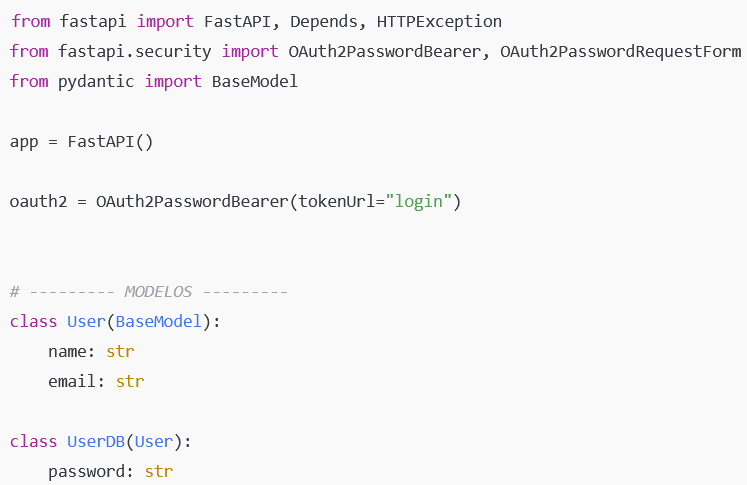 from fastapi import FastAPI, Depends, HTTPException
from fastapi.security import OAuth2PasswordBearer, OAuth2PasswordRequestForm
from pydantic import BaseModel
app = FastAPI()
oauth2 = OAuth2PasswordBearer(tokenUrl="login")
# --------- MODELOS ---------
class User(BaseModel):
    name: str
    email: str
class UserDB(User):
    password: str